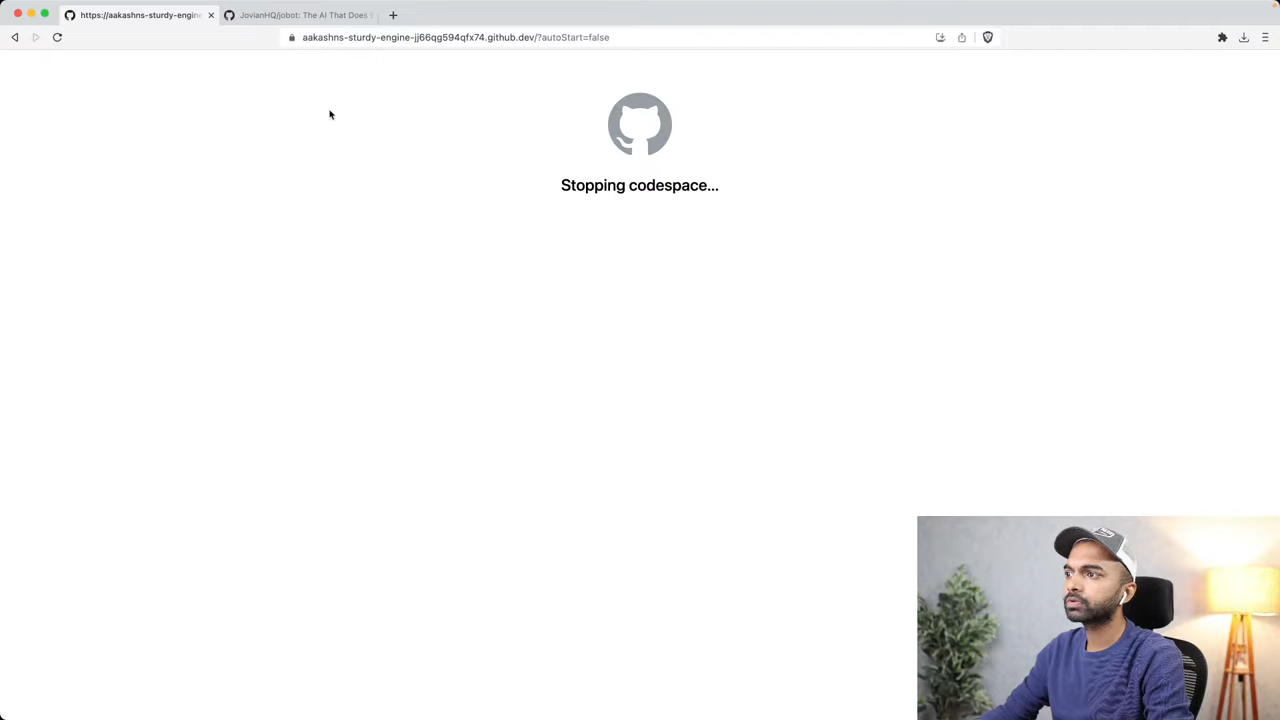 https://aakashns-sturdy-engine
JovianHQ/jobot: The AI That Does
aakashns-sturdy-engine-jj66qg594qfx74.github.dev/?autoStart=false
Stopping codespace...